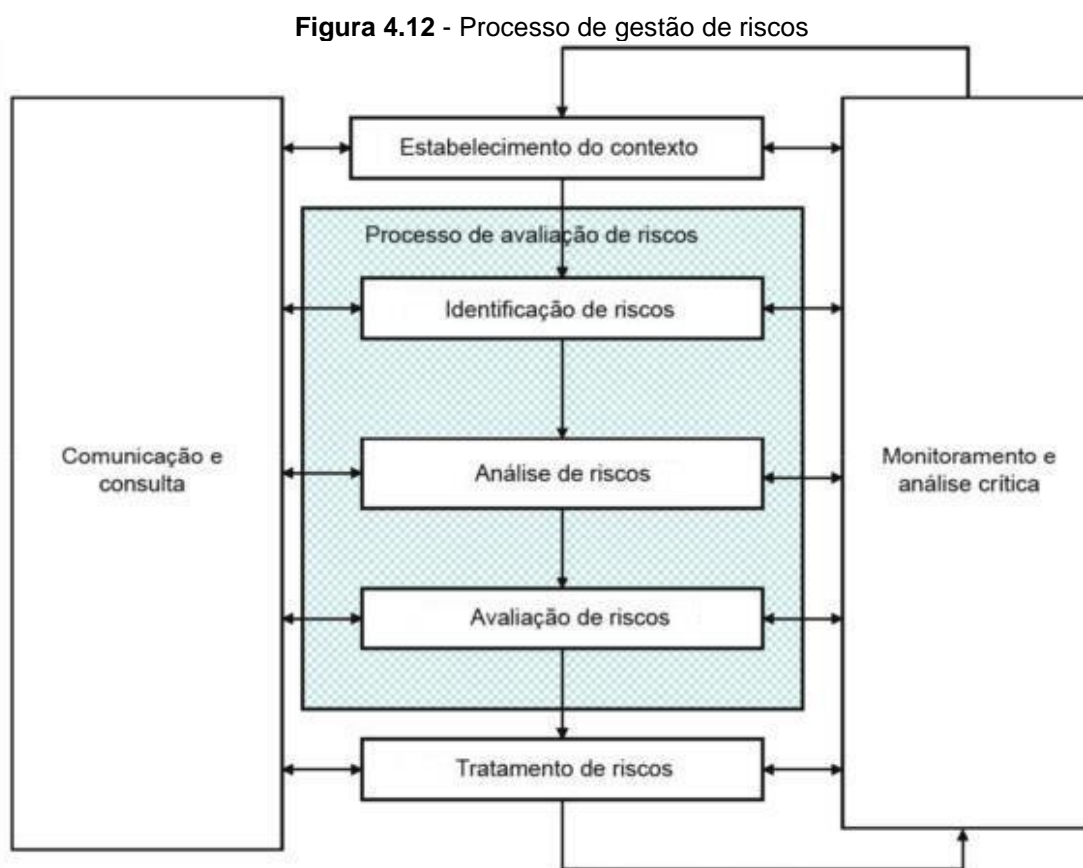 Figura 4.12 - Processo de gestão de riscos
Estabelecimento do contexto
Processo de avaliação de riscos
Identificação de riscos
Comunicação e
consulta
Análise de riscos
Monitoramento e
análise crítica
Avaliação de riscos
Tratamento de riscos